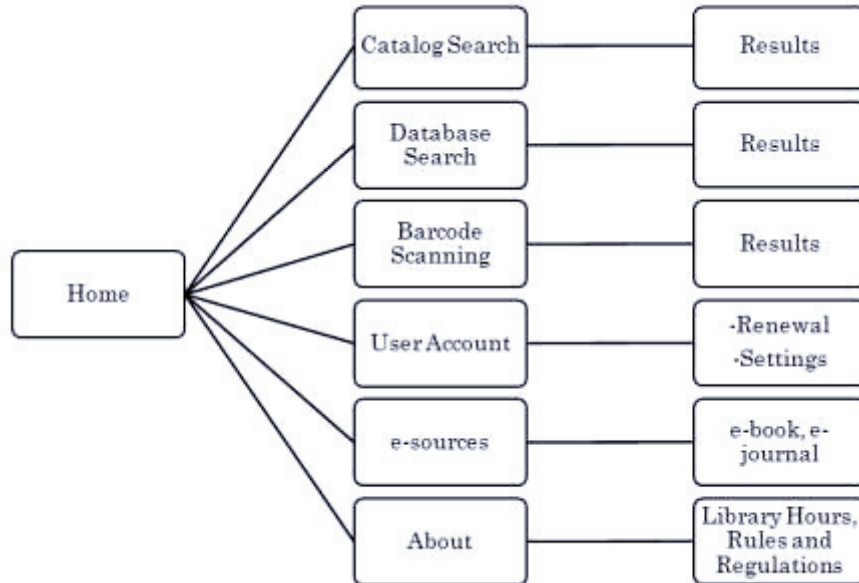 Catalog Search
Results
Database
Search
Results
Barcode
Scanning
Results
Home
User Account
-Renewal
-Settings
e-sources
e-book, e-
journal
About
Library Hours,
Rules and
Regulations